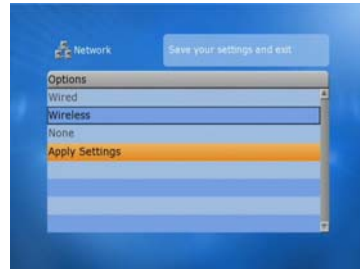 Network
Save your settings and exit
Options
Wired
Wireless
None
Apply Settings